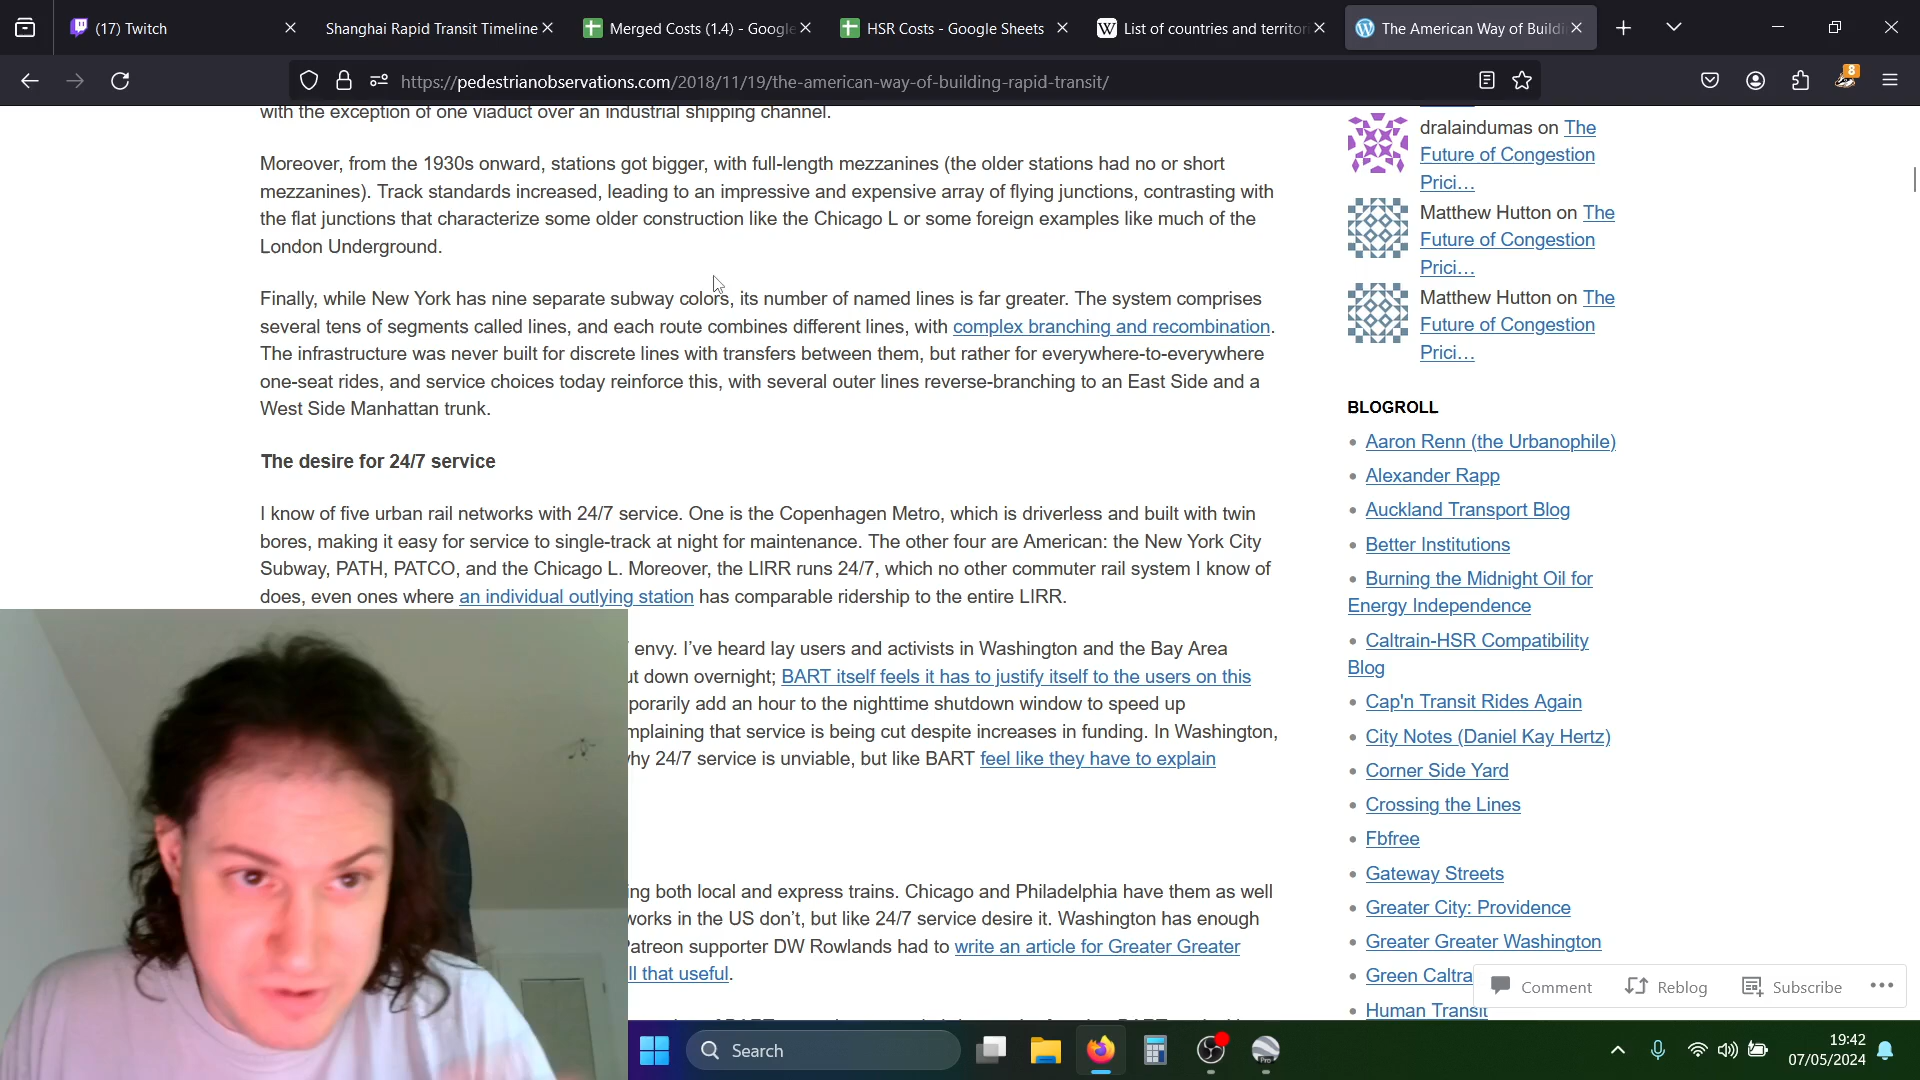 (17) Twitch
Shanghai Rapid Transit Timeline
Merged Costs (1.4) - Google
HSR Costs - Google Sheets
List of countries and territor
The American Way of Buildi
https://pedestrianobservations.com/2018/11/19/the-american-way-of-building-rapid-transit/
8
with the exception of one viaduct over an industrial shipping channel.
Moreover, from the 1930s onward, stations got bigger, with full-length mezzanines (the older stations had no or short
mezzanines). Track standards increased, leading to an impressive and expensive array of flying junctions, contrasting with
the flat junctions that characterize some older construction like the Chicago L or some foreign examples like much of the
London Underground.
Finally, while New York has nine separate subway colors, its number of named lines is far greater. The system comprises
several tens of segments called lines, and each route combines different lines, with complex branching and recombination.
The infrastructure was never built for discrete lines with transfers between them, but rather for everywhere-to-everywhere
one-seat rides, and service choices today reinforce this, with several outer lines reverse-branching to an East Side and a
West Side Manhattan trunk.
The desire for 24/7 service
I know of five urban rail networks with 24/7 service. One is the Copenhagen Metro, which is driverless and built with twin
bores, making it easy for service to single-track at night for maintenance. The other four are American: the New York City
Subway, PATH, PATCO, and the Chicago L. Moreover, the LIRR runs 24/7, which no other commuter rail system I know of
does, even ones where an individual outlying station has comparable ridership to the entire LIRR.
envy. I've heard lay users and activists in Washington and the Bay Area
ut down overnight; BART itself feels it has to justify itself to the users on this
porarily add an hour to the nighttime shutdown window to speed up
mplaining that service is being cut despite increases in funding. In Washington,
hy 24/7 service is unviable, but like BART feel like they have to explain
ing both local and express trains. Chicago and Philadelphia have them as well
works in the US don't, but like 24/7 service desire it. Washington has enough
Patreon supporter DW Rowlands had to write an article for Greater Greater
ll that useful.
dralaindumas on The
Future of Congestion
Prici…
Matthew Hutton on The
Future of Congestion
Prici…
Matthew Hutton on The
Future of Congestion
Prici…
BLOGROLL
Aaron Renn (the Urbanophile)
Alexander Rapp
Auckland Transport Blog
Better Institutions
Burning the Midnight Oil for
Energy Independence
Caltrain-HSR Compatibility
Blog
Cap'n Transit Rides Again
City Notes (Daniel Kay Hertz)
Corner Side Yard
Crossing the Lines
Fbfree
Gateway Streets
Greater City: Providence
Greater Greater Washington
Green Caltra
Human Transit
Comment
Reblog
Subscribe
Search
19:42
07/05/2024